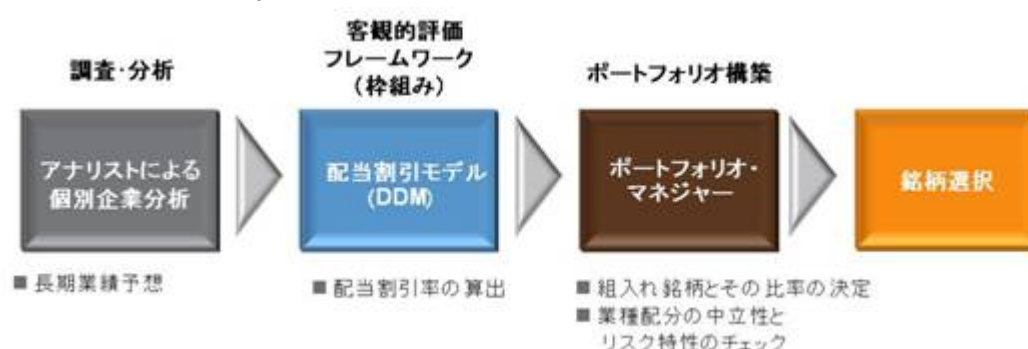 調査・分析
客観的評価
フレームワーク
(枠組み)
ポートフォリオ構築
アナリストによる
個別企業分析
配当割引モデル
(DDM)
ポートフォリオ・
マネジャー
銘柄選択
■ 長期業績予想
■ 配当割引率の算出
■ 組入れ銘柄とその比率の決定
■ 業種配分の中立性と
リスク特性のチェック